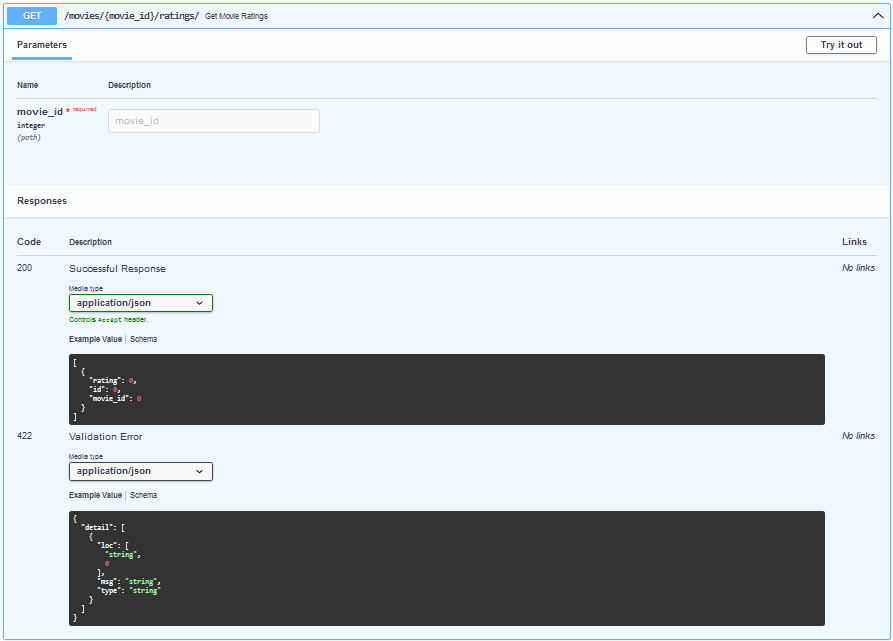 GET /movies/{movie_id}/ratings/ Get Movie Ratings
Parameters
Try it out
Name Description
movie_id * required
integer
(path)
movie_id
Responses
Code Description Links
200 Successful Response No links
Media type
application/json
Controls Accept header.
Example Value | Schema
[
  {
    "rating": 0,
    "id": 0,
    "movie_id": 0
  }
]
422 Validation Error No links
Media type
application/json
Example Value | Schema
{
  "detail": [
    {
      "loc": [
        "string",
        0
      ],
      "msg": "string",
      "type": "string"
    }
  ]
}